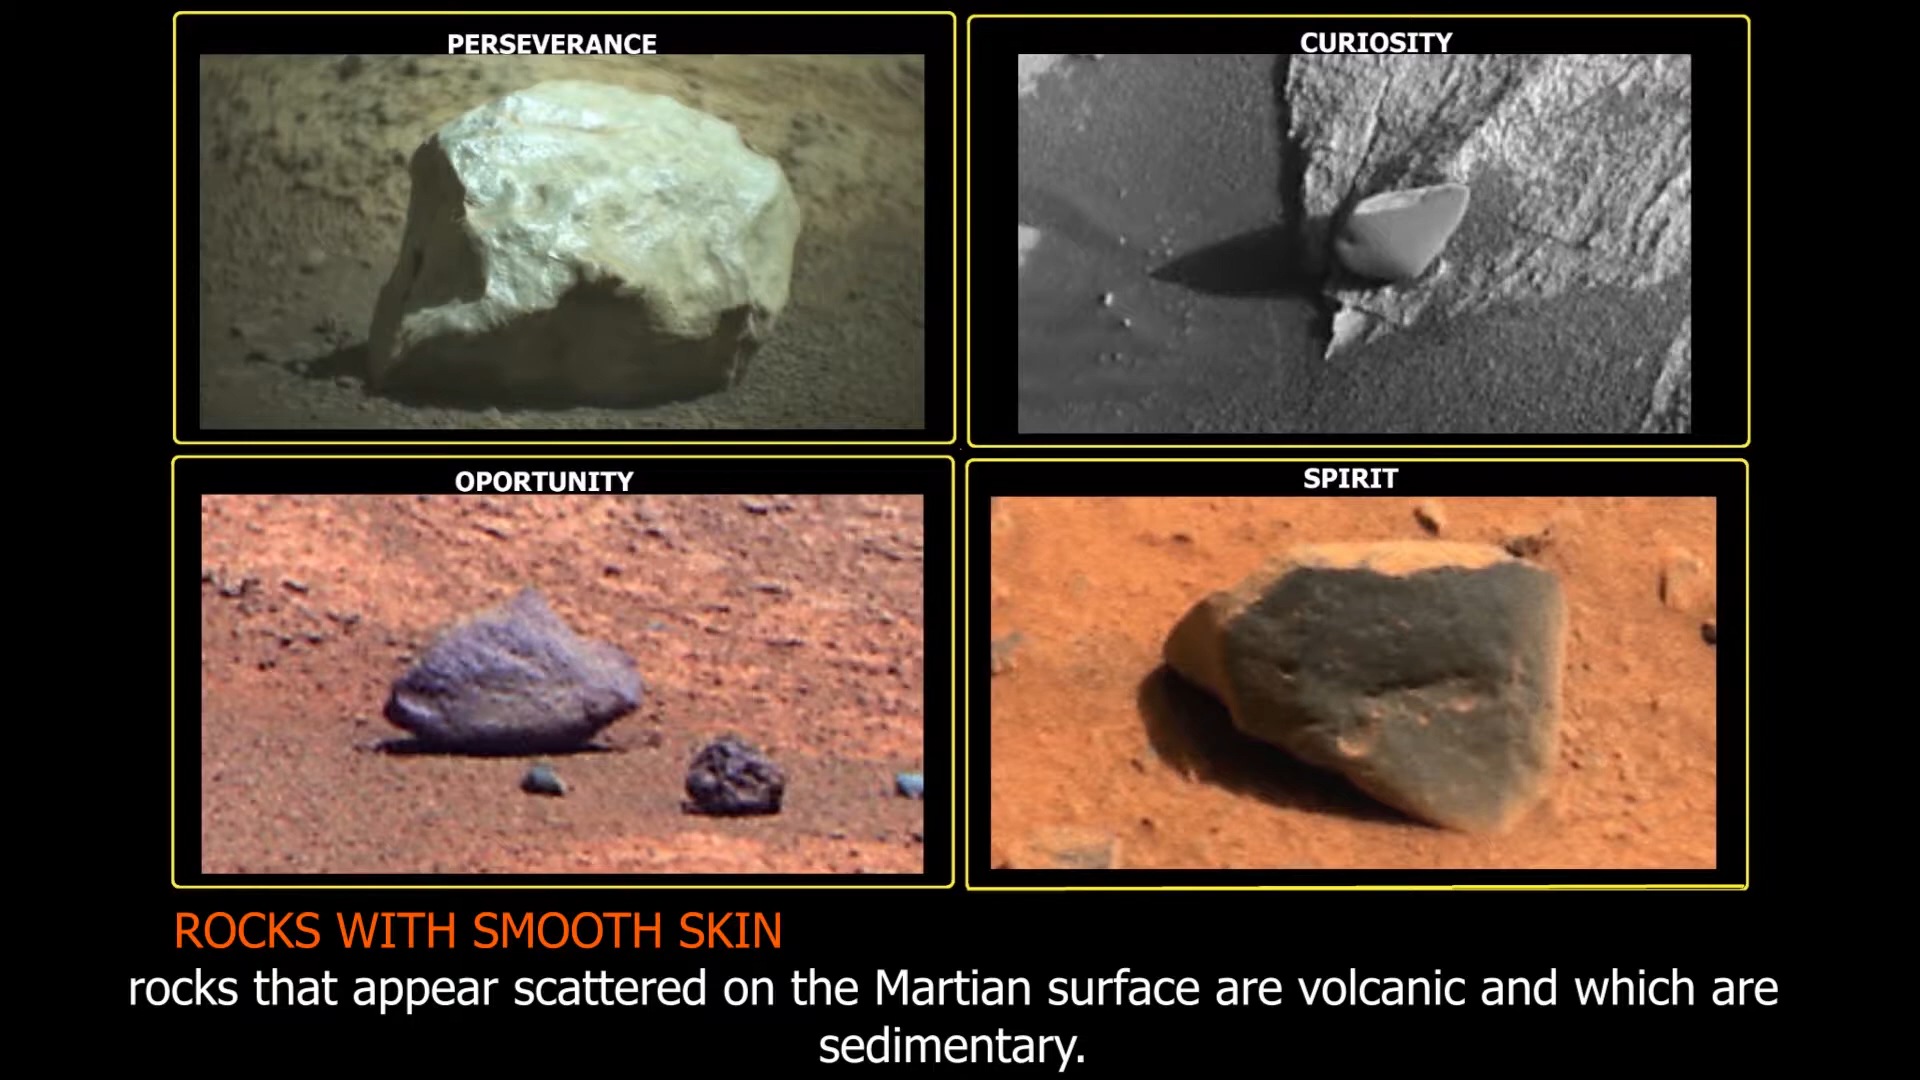 PERSEVERANCE
CURIOSITY
OPORTUNITY
SPIRIT
ROCKS WITH SMOOTH SKIN
rocks that appear scattered on the Martian surface are volcanic and which are
sedimentary.